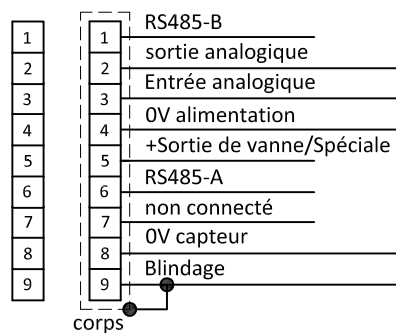 1 1 RS485-B
2 2 sortie analogique
3 3 Entrée analogique
4 4 0V alimentation
5 5 +Sortie de vanne/Spéciale
6 6 RS485-A
7 7 non connecté
8 8 0V capteur
9 9 Blindage
corps